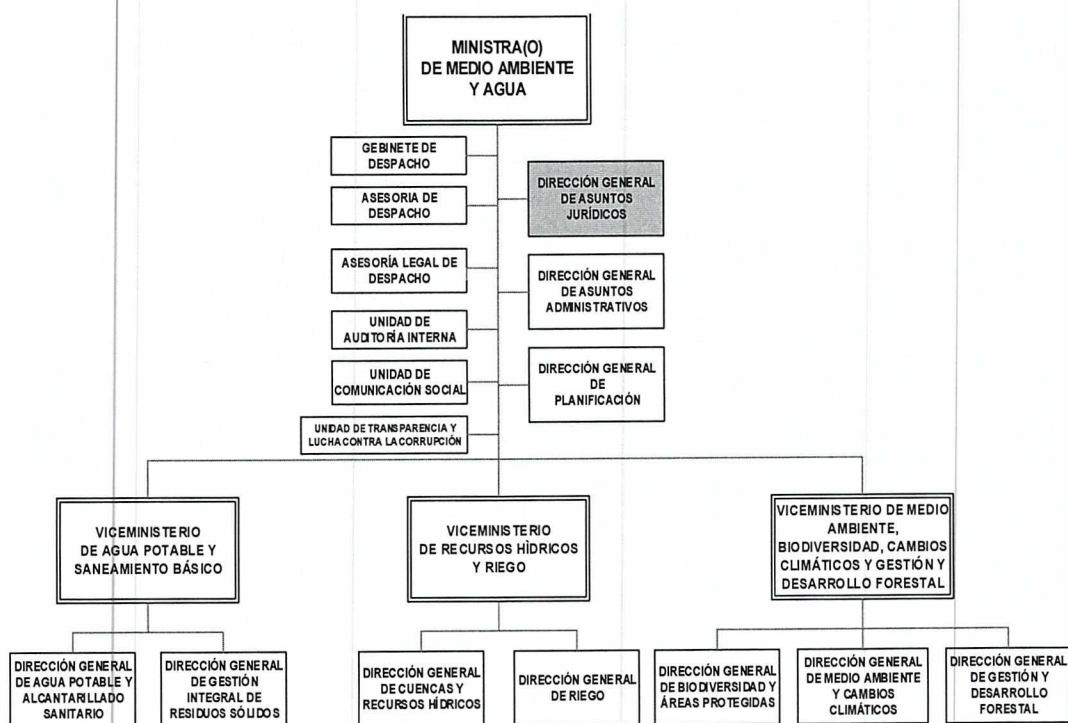 MINISTRA(O)
DE MEDIO AMBIENTE
Y AGUA
GEBINETE DE
DESPACHO
DIRECCIÓN GENERAL
DE ASUNTOS
JURÍDICOS
ASESORIA DE
DESPACHO
ASESORÍA LEGAL DE
DESPACHO
DIRECCIÓN GENERAL
DE ASUNTOS
ADMINISTRATIVOS
UNIDAD DE
AUDITORÍA INTERNA
UNIDAD DE
COMUNICACIÓN SOCIAL
DIRECCIÓN GENERAL
DE
PLANIFICACIÓN
UNIDAD DE TRANSPARENCIA Y
LUCHA CONTRA LA CORRUPCIÓN
VICEMINISTERIO
DE AGUA POTABLE Y
SANEAMIENTO BÁSICO
VICEMINISTERIO
DE RECURSOS HÌDRICOS
Y RIEGO
VICEMINISTERIO DE MEDIO
AMBIENTE,
BIODIVERSIDAD, CAMBIOS
CLIMÁTICOS Y GESTIÓN Y
DESARROLLO FORESTAL
DIRECCIÓN GENERAL
DE AGUA POTABLE Y
ALCANTARILLADO
SANITARIO
DIRECCIÓN GENERAL
DE GESTIÓN
INTEGRAL DE
RESIDUOS SÓLIDOS
DIRECCIÓN GENERAL
DE CUENCAS Y
RECURSOS HÍDRICOS
DIRECCIÓN GENERAL
DE RIEGO
DIRECCIÓN GENERAL
DE BIODIVERSIDAD Y
ÁREAS PROTEGIDAS
DIRECCIÓN GENERAL
DE MEDIO AMBIENTE
Y CAMBIOS
CLIMÁTICOS
DIRECCIÓN GENERAL
DE GESTIÓN Y
DESARROLLO
FORESTAL